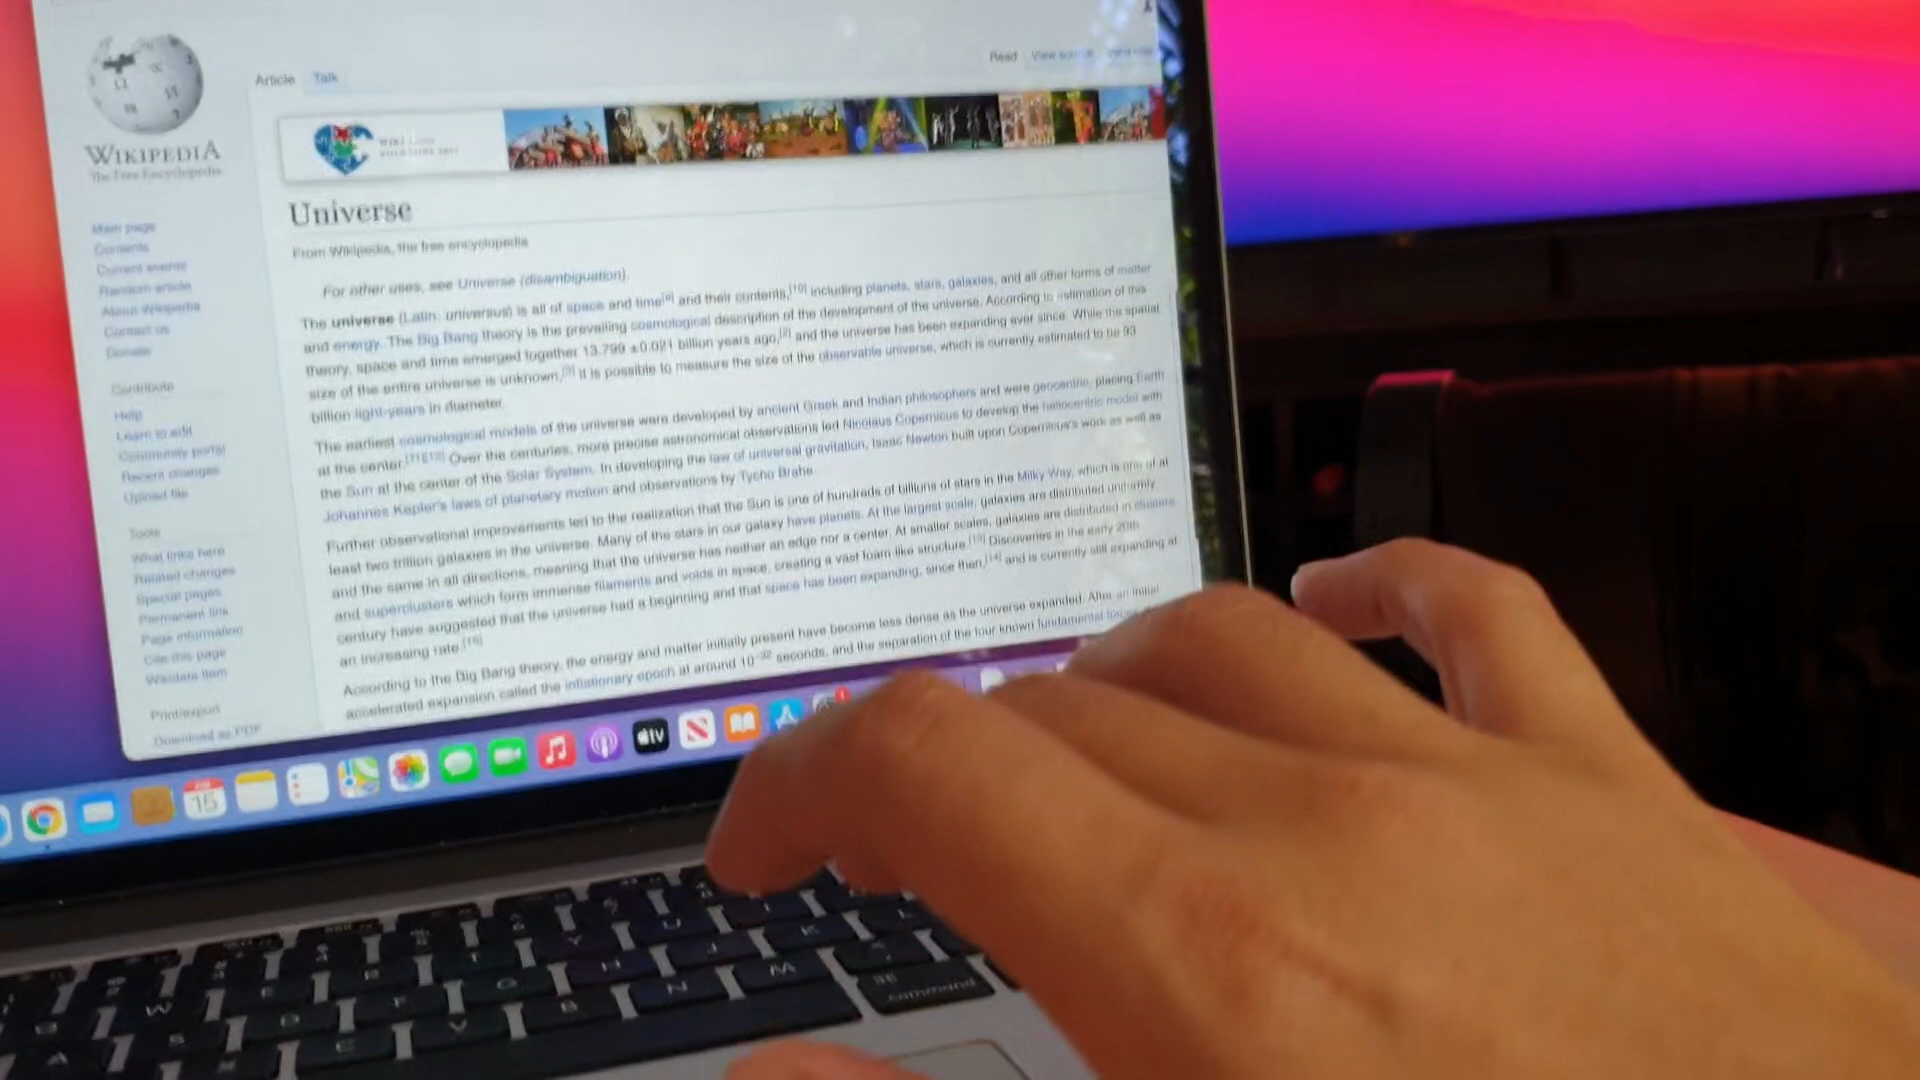 Read
Article Talk
WIKIPEDIA
The Free Encyclopedia
Universe
From Wikipedia, the free encyclopedia
For other uses, see Universe (disambiguation).
The universe (Latin: universus) is all of space and time[a] and their contents,[10] including planets, stars, galaxies, and all other forms of matter
and energy. The Big Bang theory is the prevailing cosmological description of the development of the universe. According to estimation of this
theory, space and time emerged together 13.799 ±0.021 billion years ago,[2] and the universe has been expanding ever since. While the spatial
size of the entire universe is unknown,[3] it is possible to measure the size of the observable universe, which is currently estimated to be 93
billion light-years in diameter.
The earliest cosmological models of the universe were developed by ancient Greek and Indian philosophers and were geocentric, placing Earth
at the center.[11][12] Over the centuries, more precise astronomical observations led Nicolaus Copernicus to develop the heliocentric model with
the Sun at the center of the Solar System. In developing the law of universal gravitation, Isaac Newton built upon Copernicus's work as well as
Johannes Kepler's laws of planetary motion and observations by Tycho Brahe.
Further observational improvements led to the realization that the Sun is one of hundreds of billions of stars in the Milky Way, which is one of at
least two trillion galaxies in the universe. Many of the stars in our galaxy have planets. At the largest scale, galaxies are distributed uniformly
and the same in all directions, meaning that the universe has neither an edge nor a center. At smaller scales, galaxies are distributed in clusters
and superclusters which form immense filaments and voids in space, creating a vast foam-like structure.[13] Discoveries in the early 20th
century have suggested that the universe had a beginning and that space has been expanding since then,[14] and is currently still expanding at
an increasing rate.[15]
According to the Big Bang theory, the energy and matter initially present have become less dense as the universe expanded. After an initial
accelerated expansion called the inflationary epoch at around 10−32 seconds, and the separation of the four known fundamental
Main page
Contents
Current events
Random article
About Wikipedia
Contact us
Donate
Contribute
Help
Learn to edit
Community portal
Recent changes
Upload file
Tools
What links here
Related changes
Special pages
Permanent link
Page information
Cite this page
Wikidata item
Print/export
Download as PDF
15
tv
command